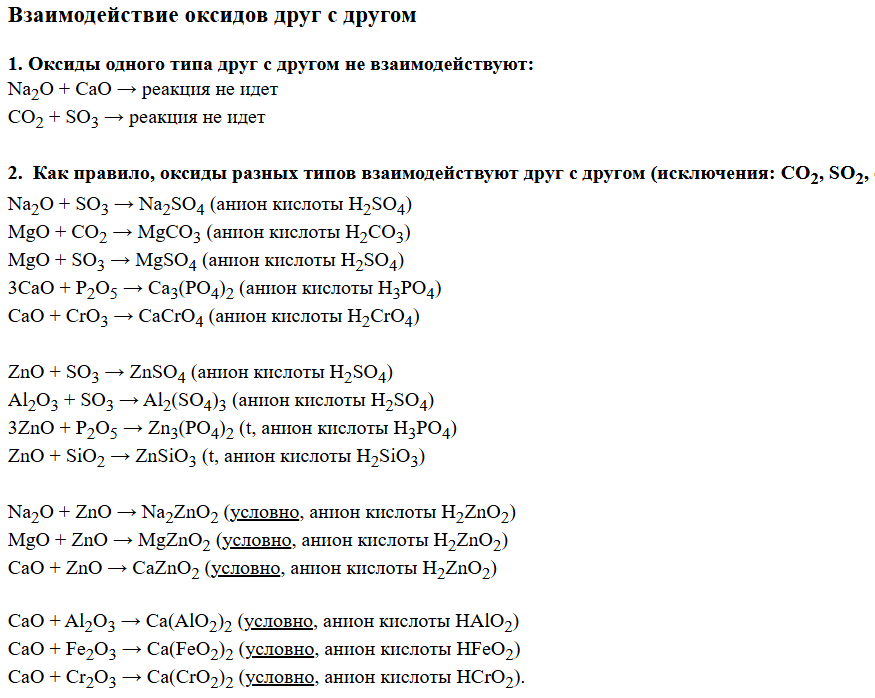 Взаимодействие оксидов друг с другом
1. Оксиды одного типа друг с другом не взаимодействуют:
Na₂O + CaO → реакция не идет
CO₂ + SO₃ → реакция не идет
2. Как правило, оксиды разных типов взаимодействуют друг с другом (исключения: CO₂, SO₂,
Na₂O + SO₃ → Na₂SO₄ (анион кислоты H₂SO₄)
MgO + CO₂ → MgCO₃ (анион кислоты H₂CO₃)
MgO + SO₃ → MgSO₄ (анион кислоты H₂SO₄)
3CaO + P₂O₅ → Ca₃(PO₄)₂ (анион кислоты H₃PO₄)
CaO + CrO₃ → CaCrO₄ (анион кислоты H₂CrO₄)
ZnO + SO₃ → ZnSO₄ (анион кислоты H₂SO₄)
Al₂O₃ + SO₃ → Al₂(SO₄)₃ (анион кислоты H₂SO₄)
3ZnO + P₂O₅ → Zn₃(PO₄)₂ (t, анион кислоты H₃PO₄)
ZnO + SiO₂ → ZnSiO₃ (t, анион кислоты H₂SiO₃)
Na₂O + ZnO → Na₂ZnO₂ (условно, анион кислоты H₂ZnO₂)
MgO + ZnO → MgZnO₂ (условно, анион кислоты H₂ZnO₂)
CaO + ZnO → CaZnO₂ (условно, анион кислоты H₂ZnO₂)
CaO + Al₂O₃ → Ca(AlO₂)₂ (условно, анион кислоты HAlO₂)
CaO + Fe₂O₃ → Ca(FeO₂)₂ (условно, анион кислоты HFeO₂)
CaO + Cr₂O₃ → Ca(CrO₂)₂ (условно, анион кислоты HCrO₂).